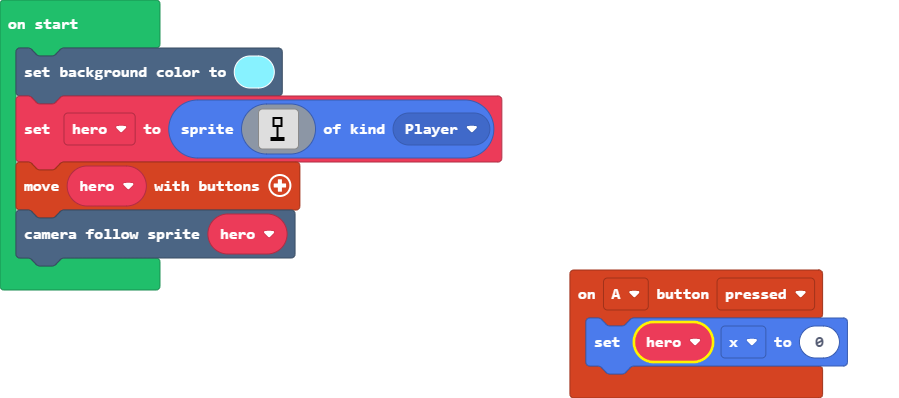 on start
set background color to
set hero to sprite of kind Player
move hero with buttons
camera follow sprite hero
on A button pressed
set hero x to 0